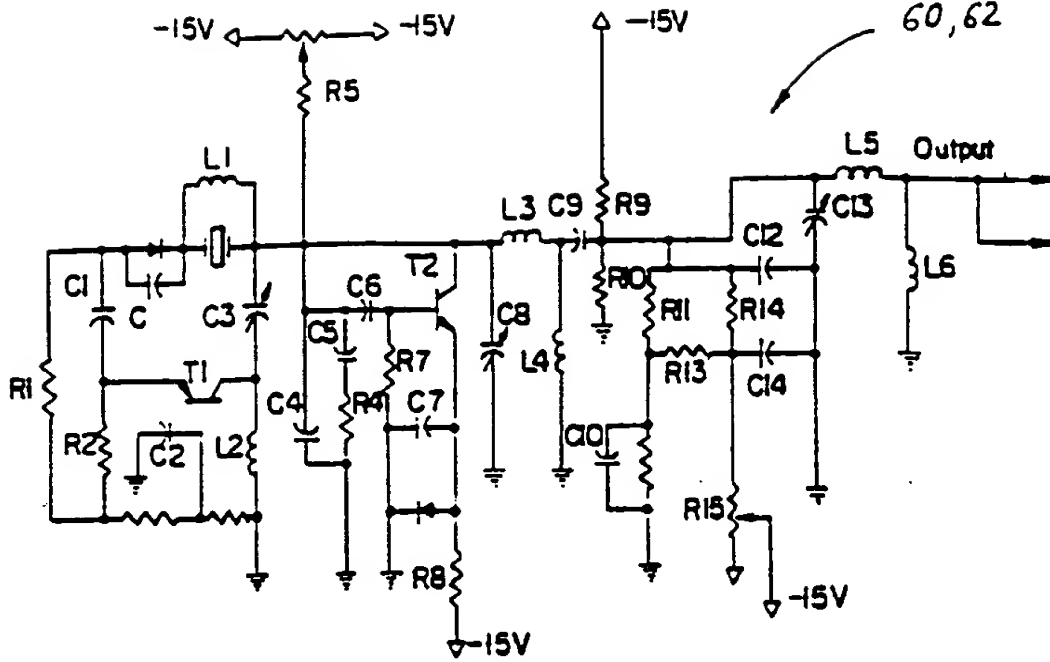 -15V
-15V
-15V
60, 62
R5
L5
Output
L1
C13
L3
C9
R9
C12
T2
L6
C1
C
C3
C6
R10
R11
R14
C5
C8
R7
L4
R13
C14
R1
T1
C4
R4
C7
R2
C2
L2
C10
R15
R8
-15V
-15V